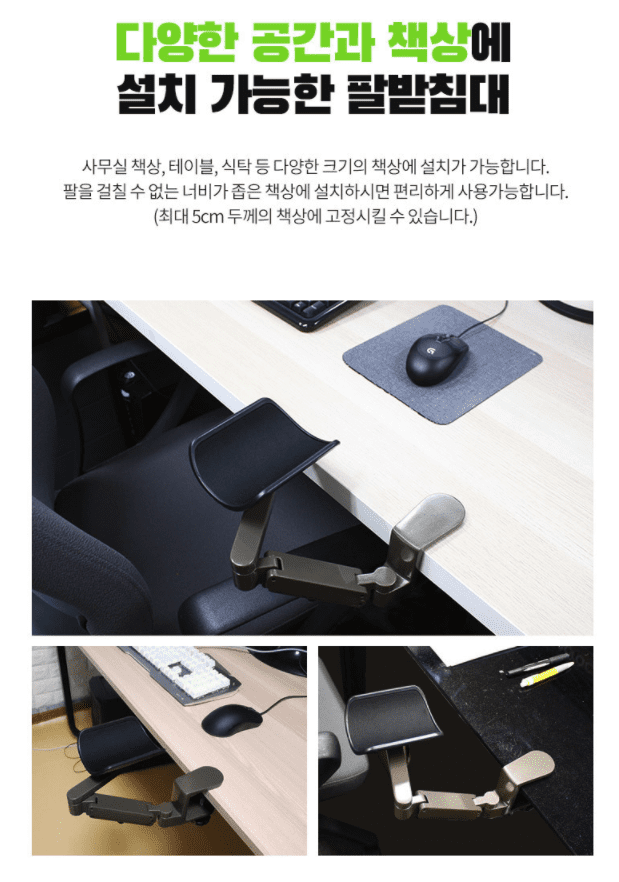 다양한 공간과 책상에
설치 가능한 팔받침대
사무실 책상, 테이블, 식탁 등 다양한 크기의 책상에 설치가 가능합니다.
팔을 걸칠 수 없는 너비가 좁은 책상에 설치하시면 편리하게 사용가능합니다.
(최대 5cm 두께의 책상에 고정시킬 수 있습니다.)